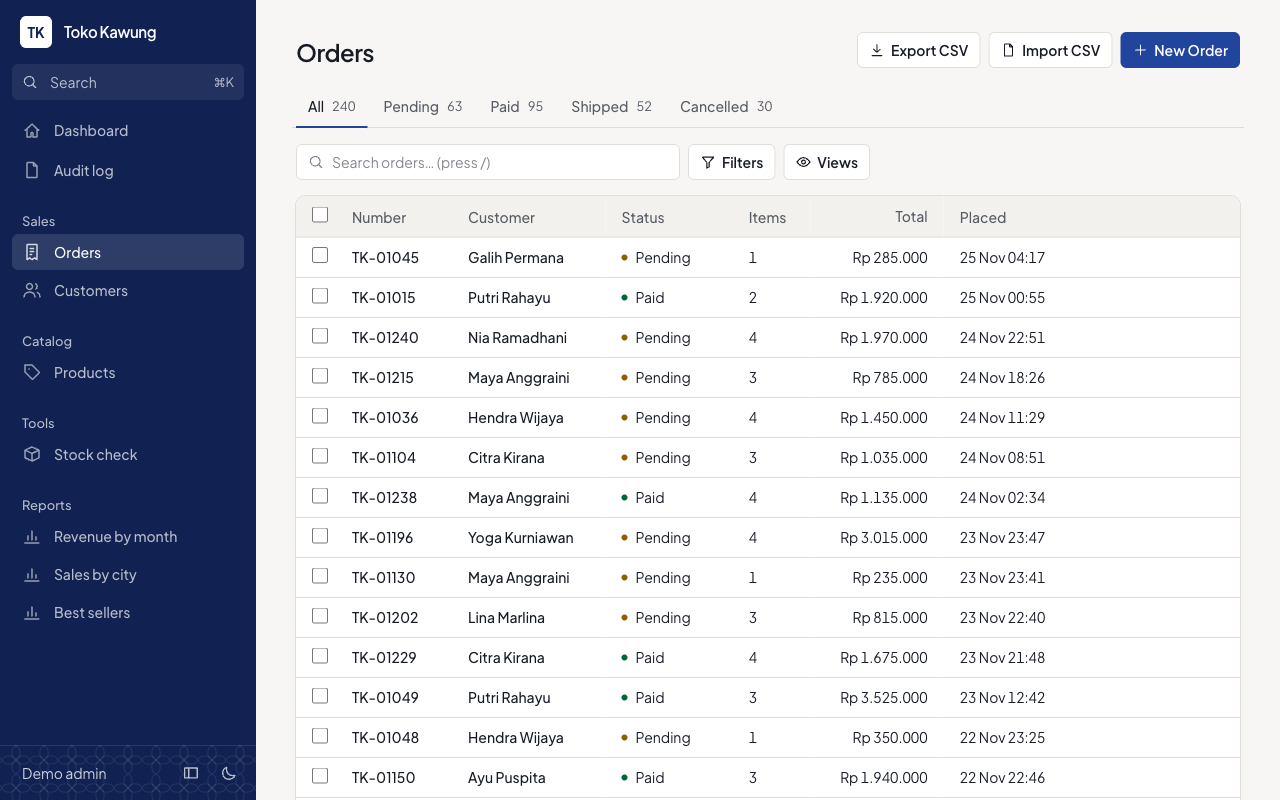 TK Toko Kawung
Search ⌘K
Dashboard
Audit log
Sales
Orders
Customers
Catalog
Products
Tools
Stock check
Reports
Revenue by month
Sales by city
Best sellers
Demo admin
Orders
Export CSV Import CSV New Order
All 240 Pending 63 Paid 95 Shipped 52 Cancelled 30
Search orders… (press /) Filters Views
Number Customer Status Items Total Placed
TK-01045 Galih Permana Pending 1 Rp 285.000 25 Nov 04:17
TK-01015 Putri Rahayu Paid 2 Rp 1.920.000 25 Nov 00:55
TK-01240 Nia Ramadhani Pending 4 Rp 1.970.000 24 Nov 22:51
TK-01215 Maya Anggraini Pending 3 Rp 785.000 24 Nov 18:26
TK-01036 Hendra Wijaya Pending 4 Rp 1.450.000 24 Nov 11:29
TK-01104 Citra Kirana Pending 3 Rp 1.035.000 24 Nov 08:51
TK-01238 Maya Anggraini Paid 4 Rp 1.135.000 24 Nov 02:34
TK-01196 Yoga Kurniawan Pending 4 Rp 3.015.000 23 Nov 23:47
TK-01130 Maya Anggraini Pending 1 Rp 235.000 23 Nov 23:41
TK-01202 Lina Marlina Pending 3 Rp 815.000 23 Nov 22:40
TK-01229 Citra Kirana Paid 4 Rp 1.675.000 23 Nov 21:48
TK-01049 Putri Rahayu Paid 3 Rp 3.525.000 23 Nov 12:42
TK-01048 Hendra Wijaya Pending 1 Rp 350.000 22 Nov 23:25
TK-01150 Ayu Puspita Paid 3 Rp 1.940.000 22 Nov 22:46